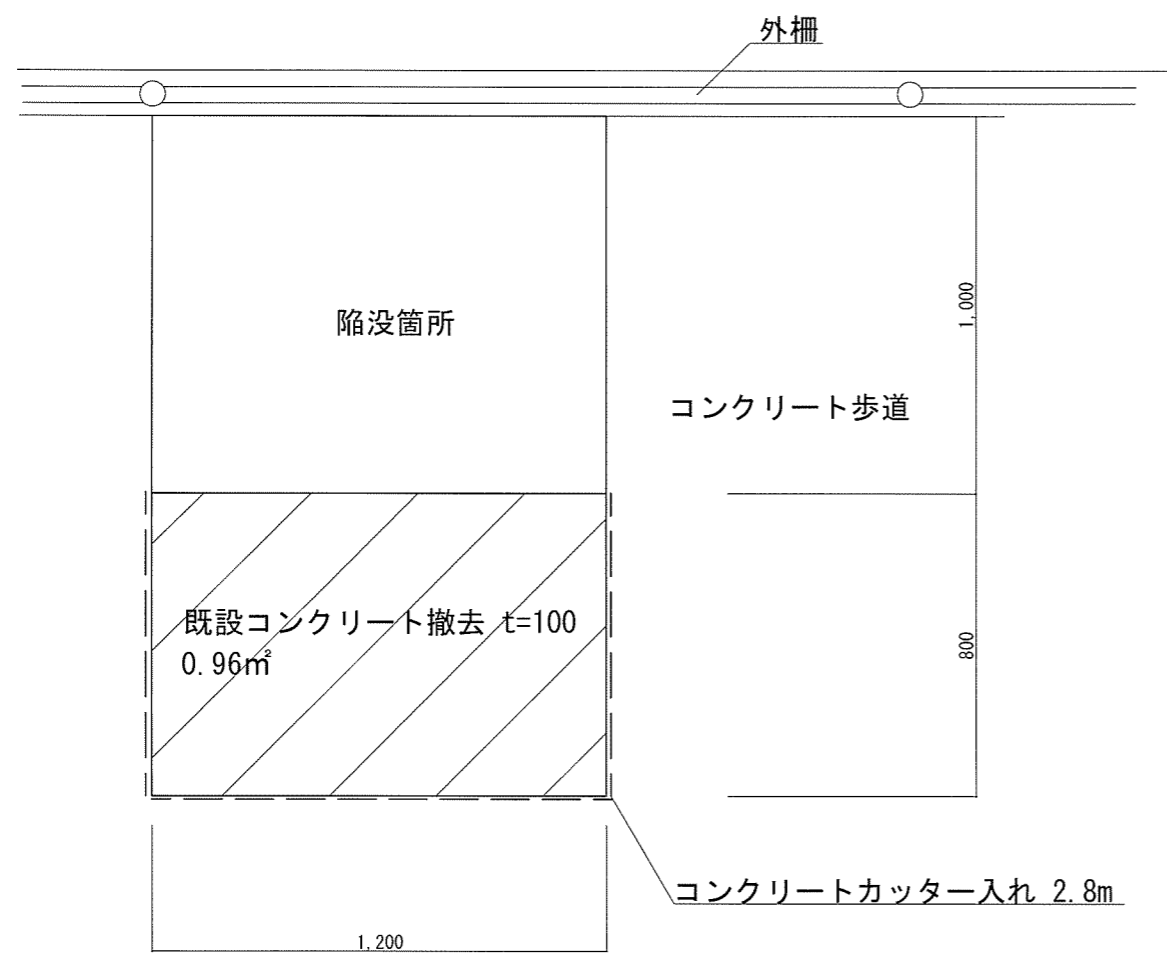 外柵
陥没箇所
1,000
コンクリート歩道
既設コンクリート撤去 t=100
0.96㎡
800
コンクリートカッター入れ 2.8m
1,200